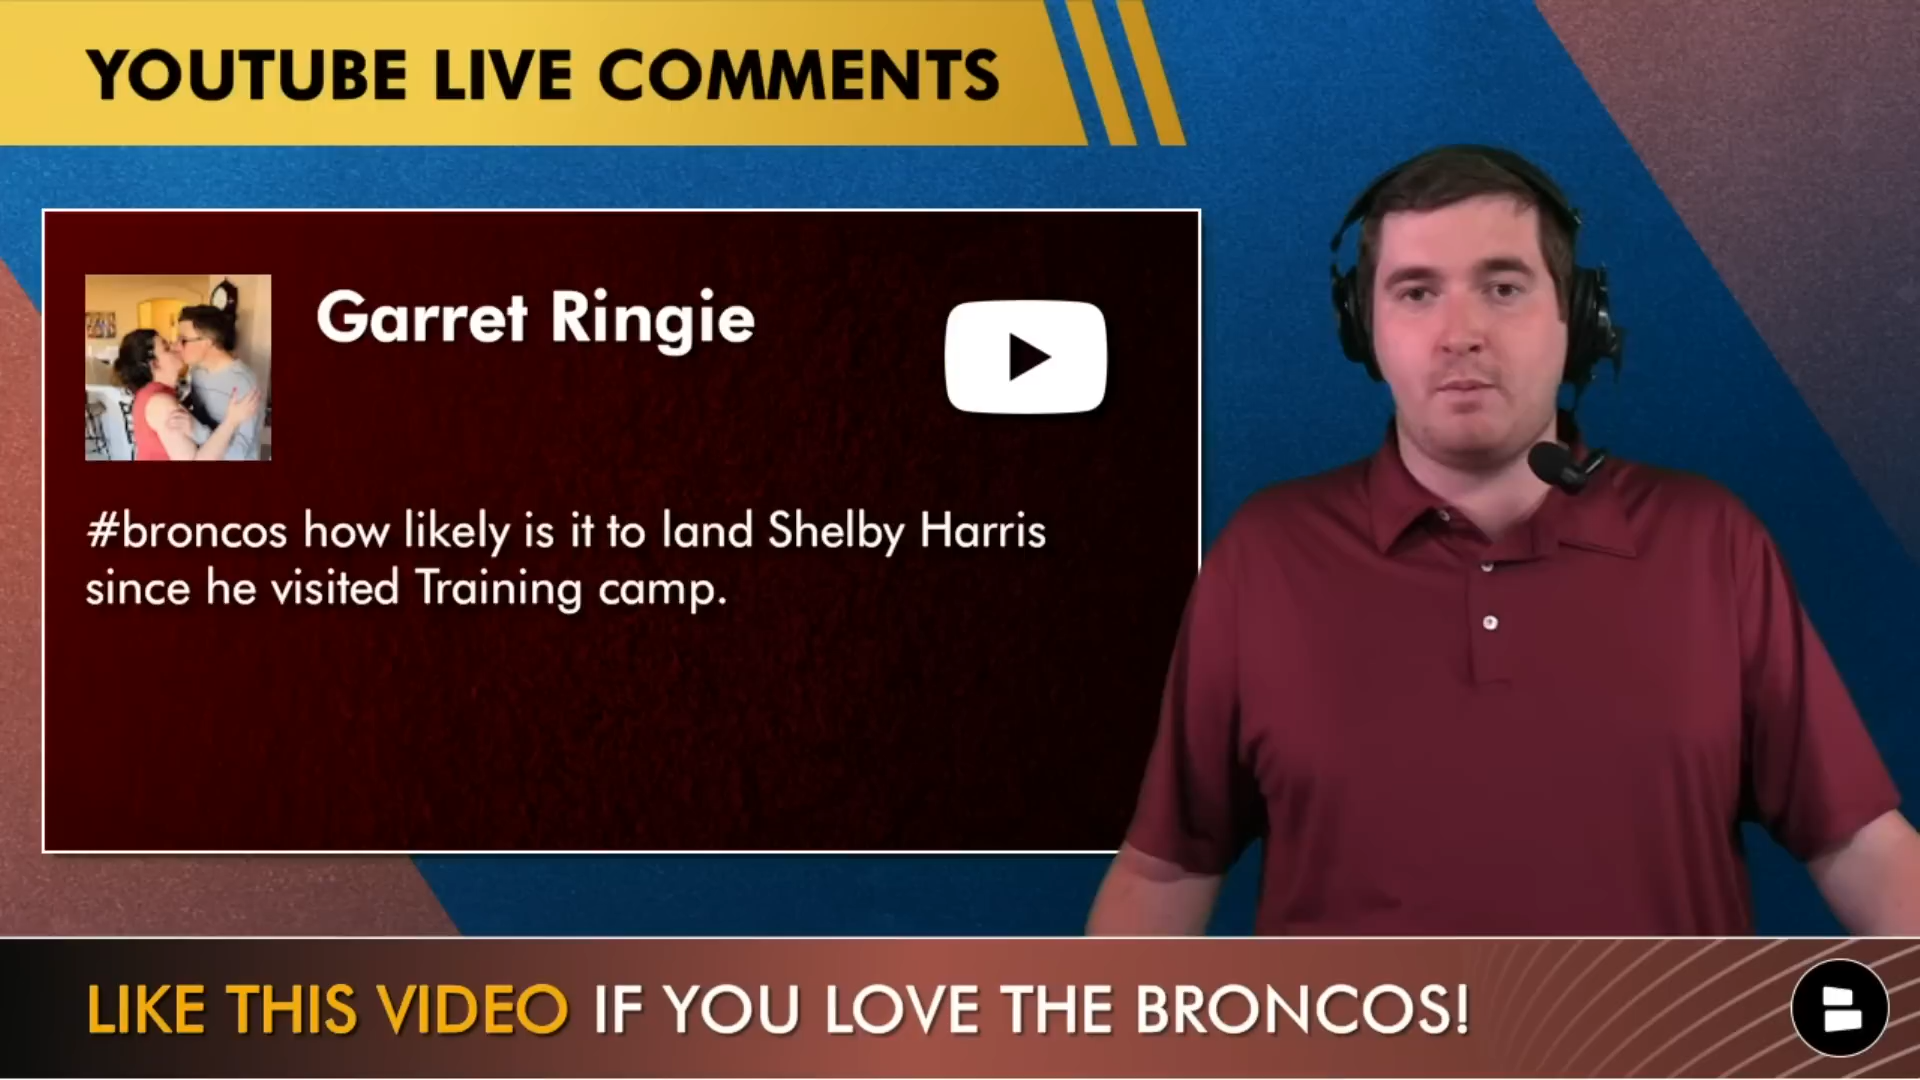 YOUTUBE LIVE COMMENTS
Garret Ringie
#broncos how likely is it to land Shelby Harris
since he visited Training camp.
LIKE THIS VIDEO IF YOU LOVE THE BRONCOS!